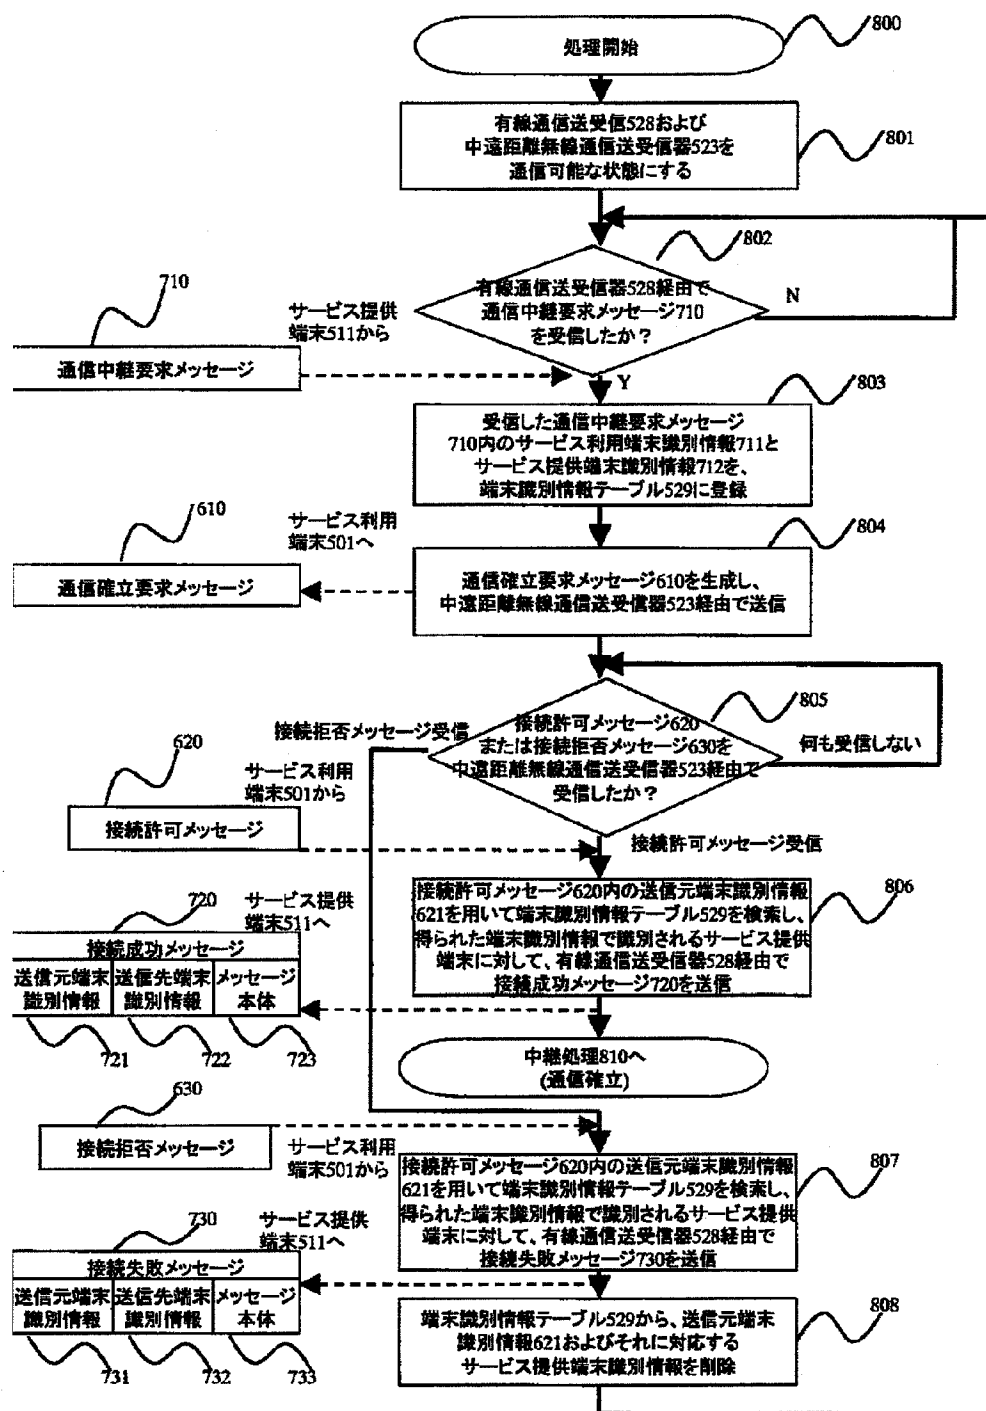 処理開始
800
有線通信送受信528および
中遠距離無線通信送受信器523を
通信可能な状態にする
801
802
有線通信送受信器528経由で
通信中継要求メッセージ710
を受信したか？
N
710
サービス提供
端末511から
通信中継要求メッセージ
Y
803
受信した通信中継要求メッセージ
710内のサービス利用端末識別情報711と
サービス提供端末識別情報712を、
端末識別情報テーブル529に登録
610
サービス利用
端末501へ
804
通信確立要求メッセージ
通信確立要求メッセージ610を生成し、
中遠距離無線通信送受信器523経由で送信
805
接続拒否メッセージ受信
接続許可メッセージ620
または接続拒否メッセージ630を
中遠距離無線通信送受信器523経由で
受信したか？
何も受信しない
620
サービス利用
端末501から
接続許可メッセージ
接続許可メッセージ受信
806
接続許可メッセージ620内の送信元端末識別情報
621を用いて端末識別情報テーブル529を検索し、
得られた端末識別情報で識別されるサービス提供
端末に対して、有線通信送受信器528経由で
接続成功メッセージ720を送信
720
サービス提供
端末511へ
接続成功メッセージ
送信元端末
識別情報
送信先端末
識別情報
メッセージ
本体
721
722
723
中継処理810へ
(通信確立)
630
接続拒否メッセージ
サービス利用
端末501から
807
接続許可メッセージ620内の送信元端末識別情報
621を用いて端末識別情報テーブル529を検索し、
得られた端末識別情報で識別されるサービス提供
端末に対して、有線通信送受信器528経由で
接続失敗メッセージ730を送信
730
サービス提供
端末511へ
接続失敗メッセージ
送信元端末
識別情報
送信先端末
識別情報
メッセージ
本体
731
732
733
808
端末識別情報テーブル529から、送信元端末
識別情報621およびそれに対応する
サービス提供端末識別情報を削除